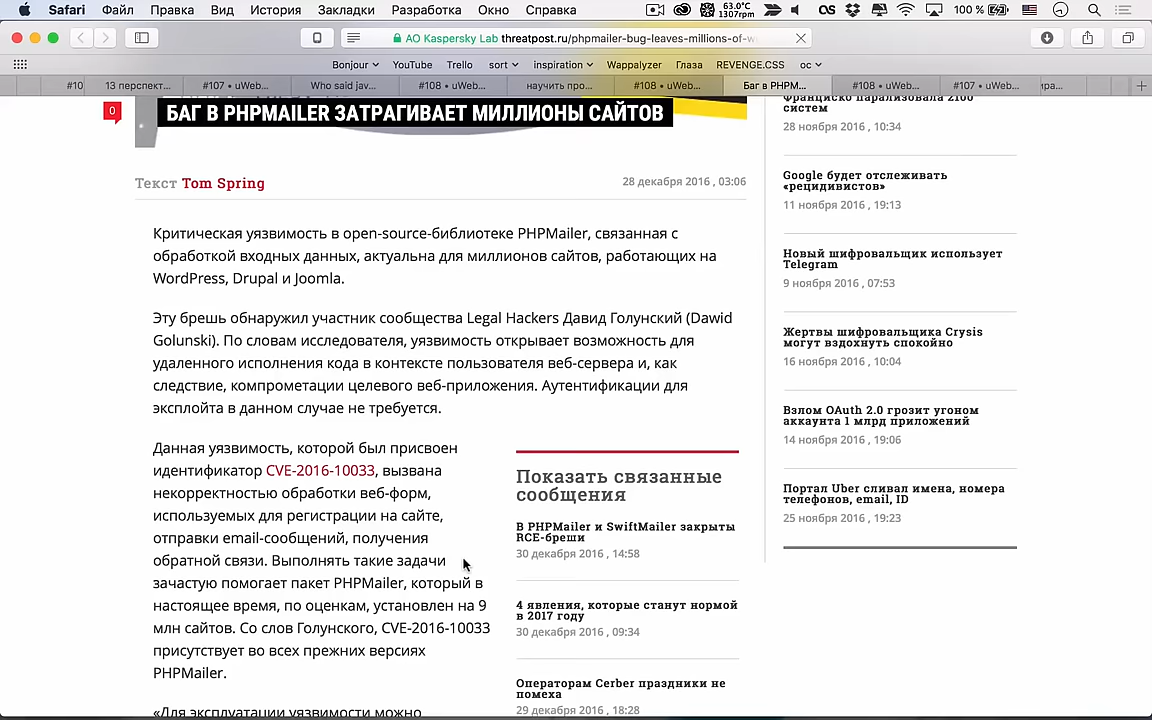 Safari Файл Правка Вид История Закладки Разработка Окно Справка 63.0°C 1307rpm 100 %
AO Kaspersky Lab threatpost.ru/phpmailer-bug-leaves-millions-of-w
Bonjour YouTube Trello sort inspiration Wappalyzer Глаза REVENGE.CSS ос
#10 13 перспект... #107 • uWeb... Who said jav... #108 • uWeb... научить про... #108 • uWeb... Баг в PHPM... #108 • uWeb... #107 • uWeb... ира...
0
БАГ В PHPMAILER ЗАТРАГИВАЕТ МИЛЛИОНЫ САЙТОВ
Текст Tom Spring
28 декабря 2016 , 03:06
Критическая уязвимость в open-source-библиотеке PHPMailer, связанная с
обработкой входных данных, актуальна для миллионов сайтов, работающих на
WordPress, Drupal и Joomla.
Эту брешь обнаружил участник сообщества Legal Hackers Давид Голунский (Dawid
Golunski). По словам исследователя, уязвимость открывает возможность для
удаленного исполнения кода в контексте пользователя веб-сервера и, как
следствие, компрометации целевого веб-приложения. Аутентификации для
эксплойта в данном случае не требуется.
Данная уязвимость, которой был присвоен
идентификатор CVE-2016-10033, вызвана
некорректностью обработки веб-форм,
используемых для регистрации на сайте,
отправки email-сообщений, получения
обратной связи. Выполнять такие задачи
зачастую помогает пакет PHPMailer, который в
настоящее время, по оценкам, установлен на 9
млн сайтов. Со слов Голунского, CVE-2016-10033
присутствует во всех прежних версиях
PHPMailer.
«Для эксплуатации уязвимости можно
Показать связанные
сообщения
В PHPMailer и SwiftMailer закрыты
RCE-бреши
30 декабря 2016 , 14:58
4 явления, которые станут нормой
в 2017 году
30 декабря 2016 , 09:34
Операторам Cerber праздники не
помеха
29 декабря 2016 , 18:28
Франциско парализовала 2100
систем
28 ноября 2016 , 10:34
Google будет отслеживать
«рецидивистов»
11 ноября 2016 , 19:13
Новый шифровальщик использует
Telegram
9 ноября 2016 , 07:53
Жертвы шифровальщика Crysis
могут вздохнуть спокойно
16 ноября 2016 , 10:04
Взлом OAuth 2.0 грозит угоном
аккаунта 1 млрд приложений
14 ноября 2016 , 19:06
Портал Uber сливал имена, номера
телефонов, email, ID
25 ноября 2016 , 19:23